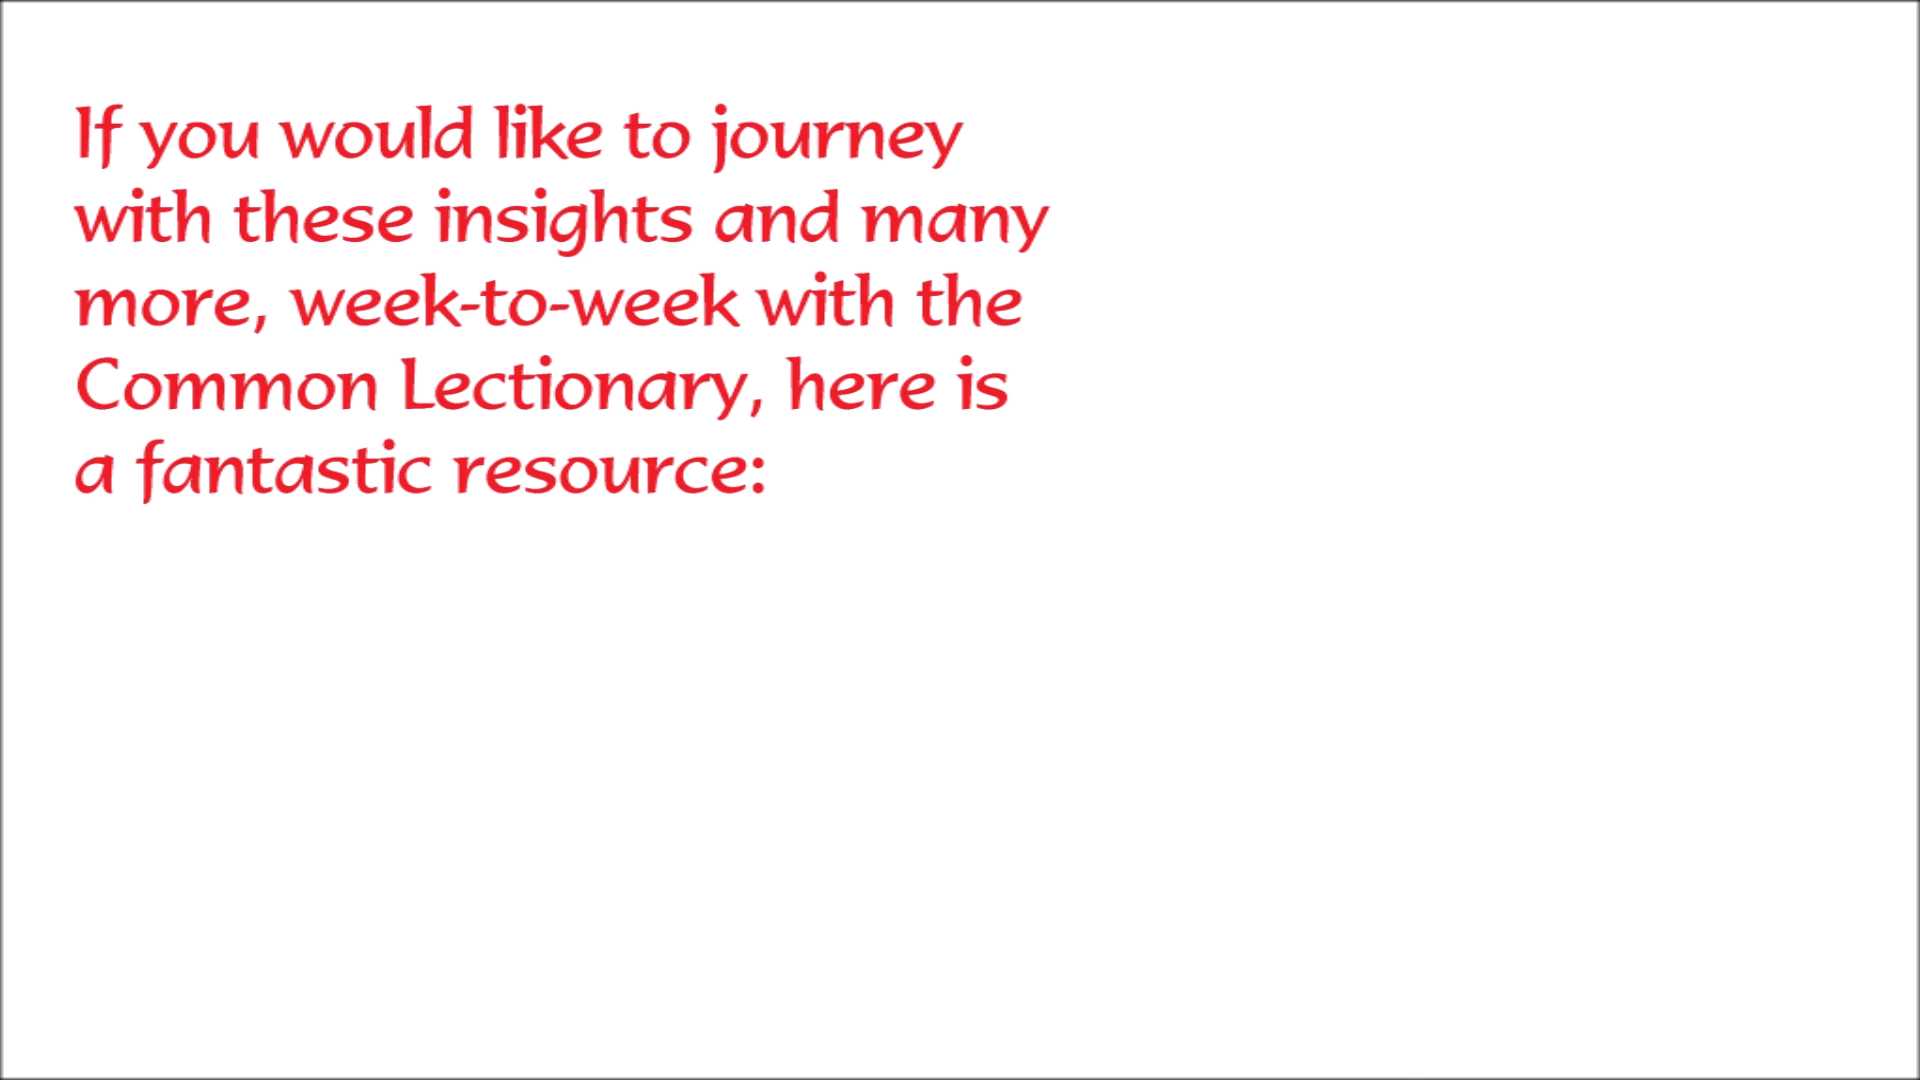 If you would like to journey
with these insights and many
more, week-to-week with the
Common Lectionary, here is
a fantastic resource: